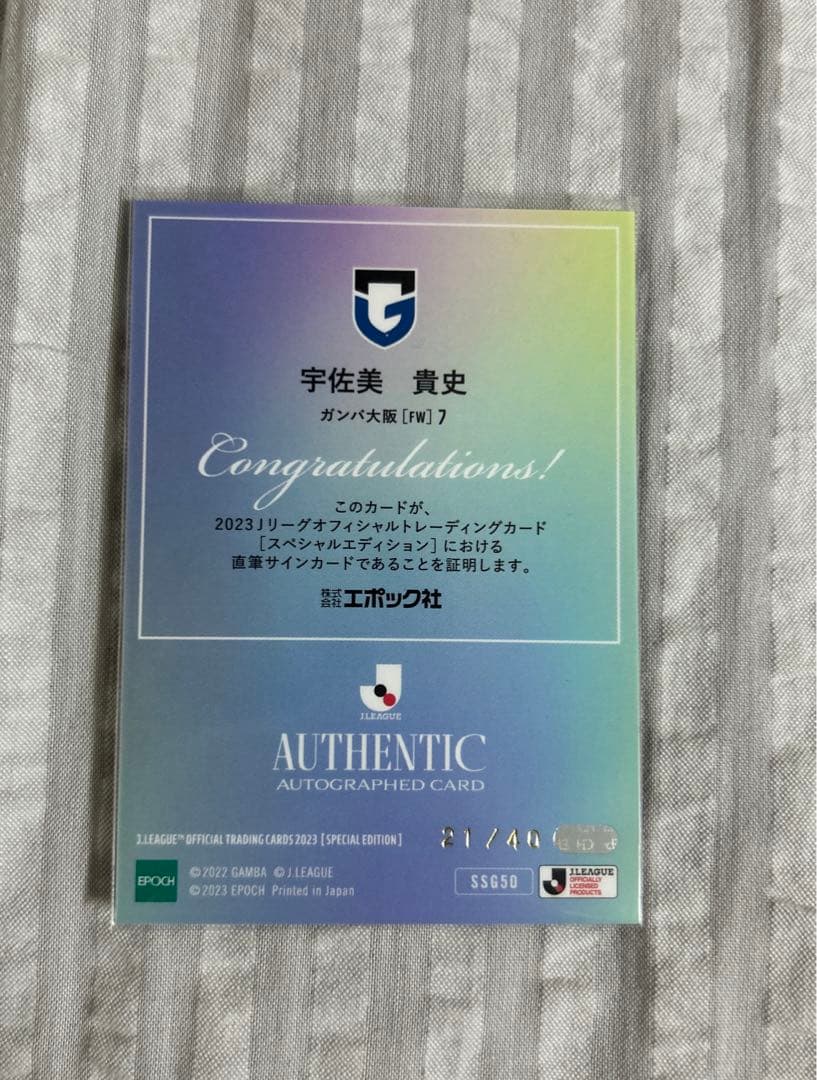 宇佐美　貴史
ガンバ大阪 [FW] 7
Congratulations!
このカードが、
2023Jリーグオフィシャルトレーディングカード
[スペシャルエディション]における
直筆サインカードであることを証明します。
株式会社エポック社
J.LEAGUE
AUTHENTIC
AUTOGRAPHED CARD
J.LEAGUE™ OFFICIAL TRADING CARDS 2023 [SPECIAL EDITION]
21/40
EPOCH
©2022 GAMBA ©J.LEAGUE
©2023 EPOCH Printed in Japan
SSG50
J.LEAGUE
OFFICIALLY
LICENSED
PRODUCTS